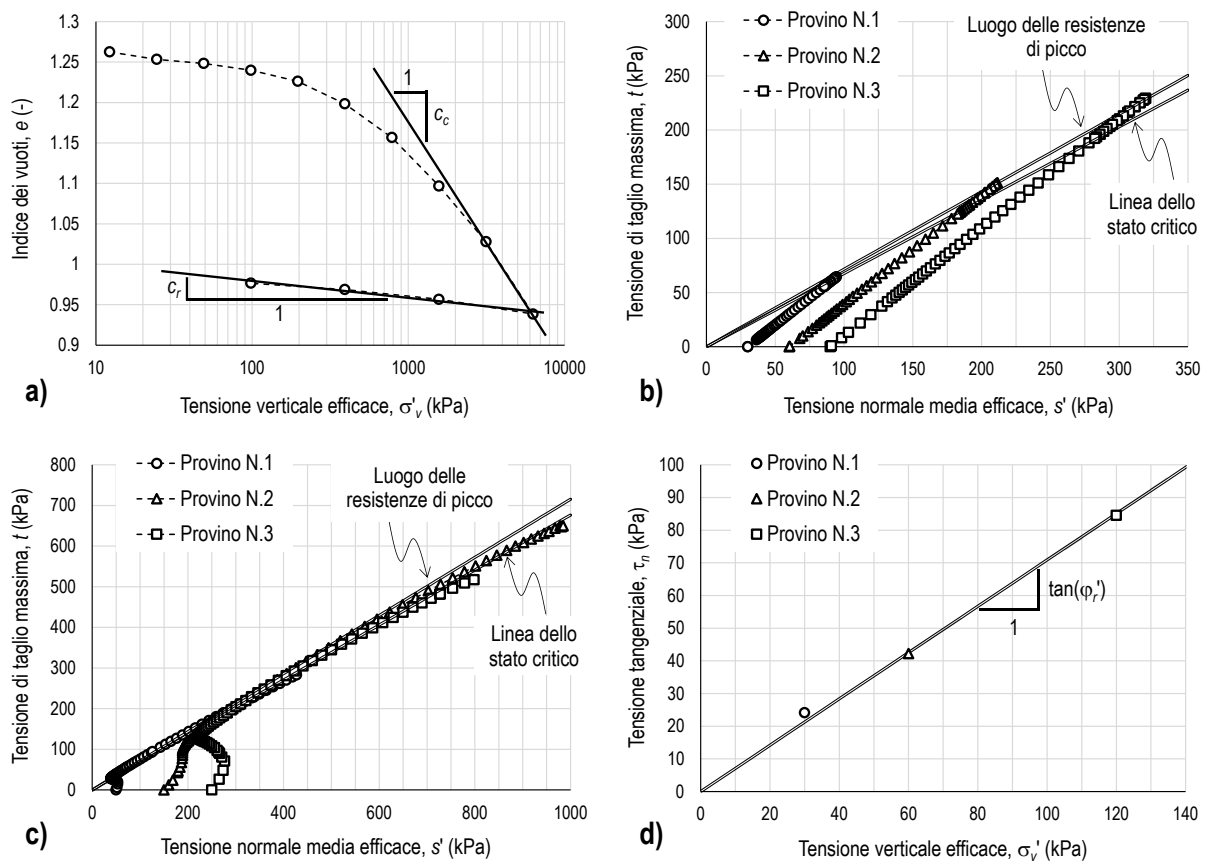 1.3
1.25
1.2
1.15
1.1
1.05
1
0.95
0.9
10
100
1000
10000
Indice dei vuoti, e (-)
Tensione verticale efficace, σ'v (kPa)
1
cc
cr
1
a)
300
250
200
150
100
50
0
0
50
100
150
200
250
300
350
Tensione di taglio massima, t (kPa)
Tensione normale media efficace, s' (kPa)
Provino N.1
Provino N.2
Provino N.3
Luogo delle resistenze
di picco
Linea dello
stato critico
b)
800
700
600
500
400
300
200
100
0
0
200
400
600
800
1000
Tensione di taglio massima, t (kPa)
Tensione normale media efficace, s' (kPa)
Provino N.1
Provino N.2
Provino N.3
Luogo delle
resistenze di picco
Linea dello
stato critico
c)
100
90
80
70
60
50
40
30
20
10
0
0
20
40
60
80
100
120
140
Tensione tangenziale, τn (kPa)
Tensione verticale efficace, σv' (kPa)
Provino N.1
Provino N.2
Provino N.3
tan(φr')
1
d)